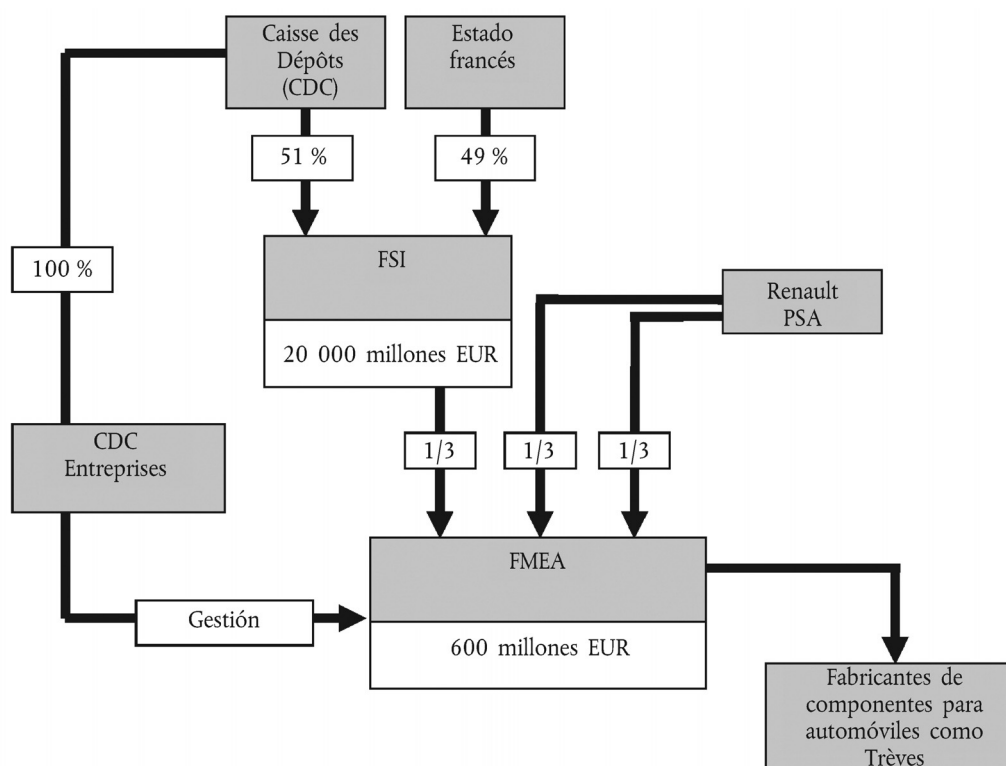 Caisse des
Dépôts
(CDC)
Estado
francés
51 %
49 %
100 %
FSI
20 000 millones EUR
Renault
PSA
CDC
Entreprises
1/3
1/3
1/3
FMEA
600 millones EUR
Gestión
Fabricantes de
componentes para
automóviles como
Trèves